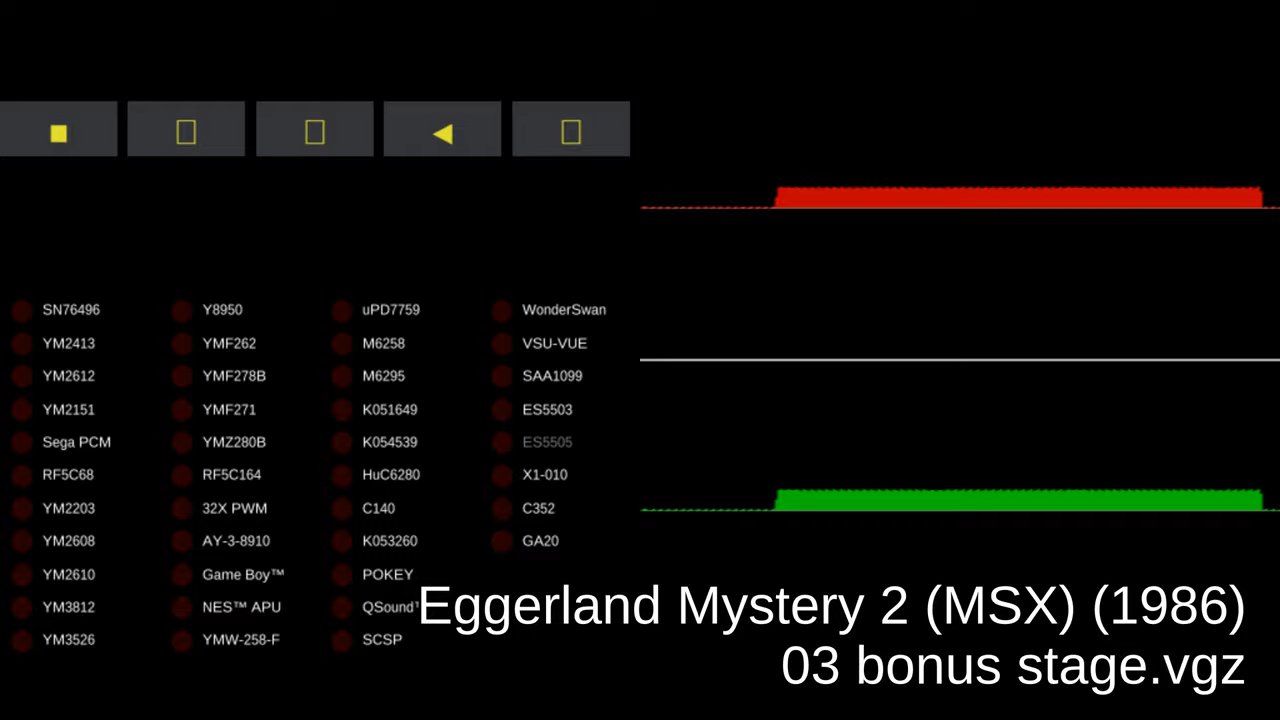 SN76496 Y8950 uPD7759 WonderSwan
YM2413 YMF262 M6258 VSU-VUE
YM2612 YMF278B M6295 SAA1099
YM2151 YMF271 K051649 ES5503
Sega PCM YMZ280B K054539 ES5505
RF5C68 RF5C164 HuC6280 X1-010
YM2203 32X PWM C140 C352
YM2608 AY-3-8910 K053260 GA20
YM2610 Game Boy™ POKEY
YM3812 NES™ APU QSound™
YM3526 YMW-258-F SCSP
Eggerland Mystery 2 (MSX) (1986)
03 bonus stage.vgz